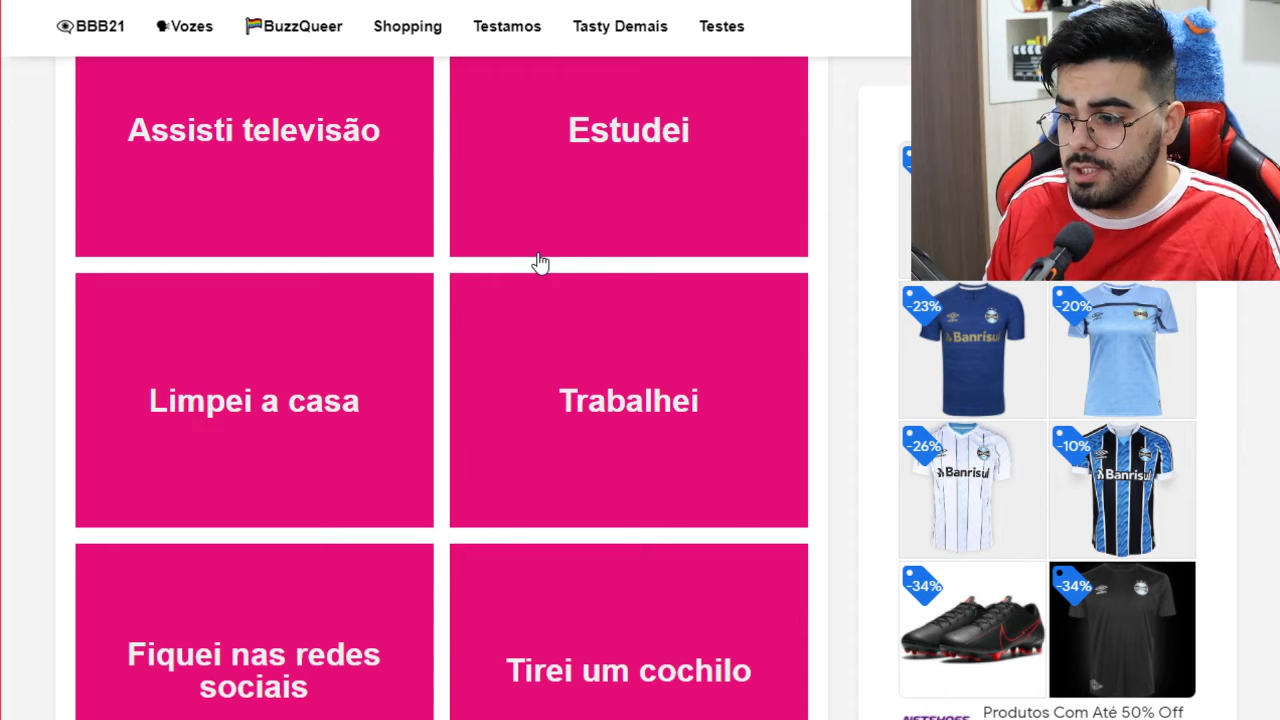 BBB21 Vozes BuzzQueer Shopping Testamos Tasty Demais Testes
Assisti televisão
Estudei
Limpei a casa
Trabalhei
Fiquei nas redes
sociais
Tirei um cochilo
-23%
-20%
Banrisul
-26%
-10%
Banrisul
Banrisul
-34%
-34%
NETSHOES
Produtos Com Até 50% Off